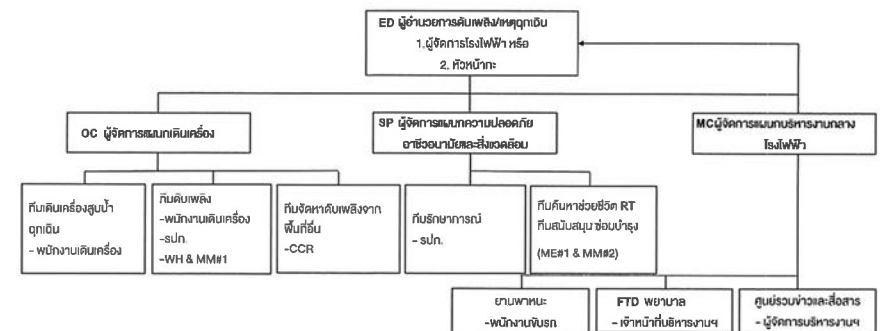 ED ผู้อำนวยการดับเพลิง/เหตุฉุกเฉิน
1.ผู้จัดการโรงไฟฟ้า หรือ
2. หัวหน้ากะ
OC ผู้จัดการแผนกเดินเครื่อง
SP ผู้จัดการแผนกความปลอดภัย
อาชีวอนามัยและสิ่งแวดล้อม
MCผู้จัดการแผนกบริหารงานกลาง
โรงไฟฟ้า
ทีมเดินเครื่องสูบน้ำ
ฉุกเฉิน
- พนักงานเดินเครื่อง
ทีมดับเพลิง
-พนักงานเดินเครื่อง
-รปภ.
-WH & MM#1
ทีมจัดหาดับเพลิงจาก
พื้นที่อื่น
-CCR
ทีมรักษาการณ์
- รปภ.
ทีมค้นหาช่วยชีวิต RT
ทีมสนับสนุน ซ่อมบำรุง
(ME#1 & MM#2)
ยานพาหนะ
-พนักงานขับรถ
FTD พยาบาล
- เจ้าหน้าที่บริหารงานฯ
ศูนย์รวมข่าวและสื่อสาร
- ผู้จัดการบริหารงานฯ